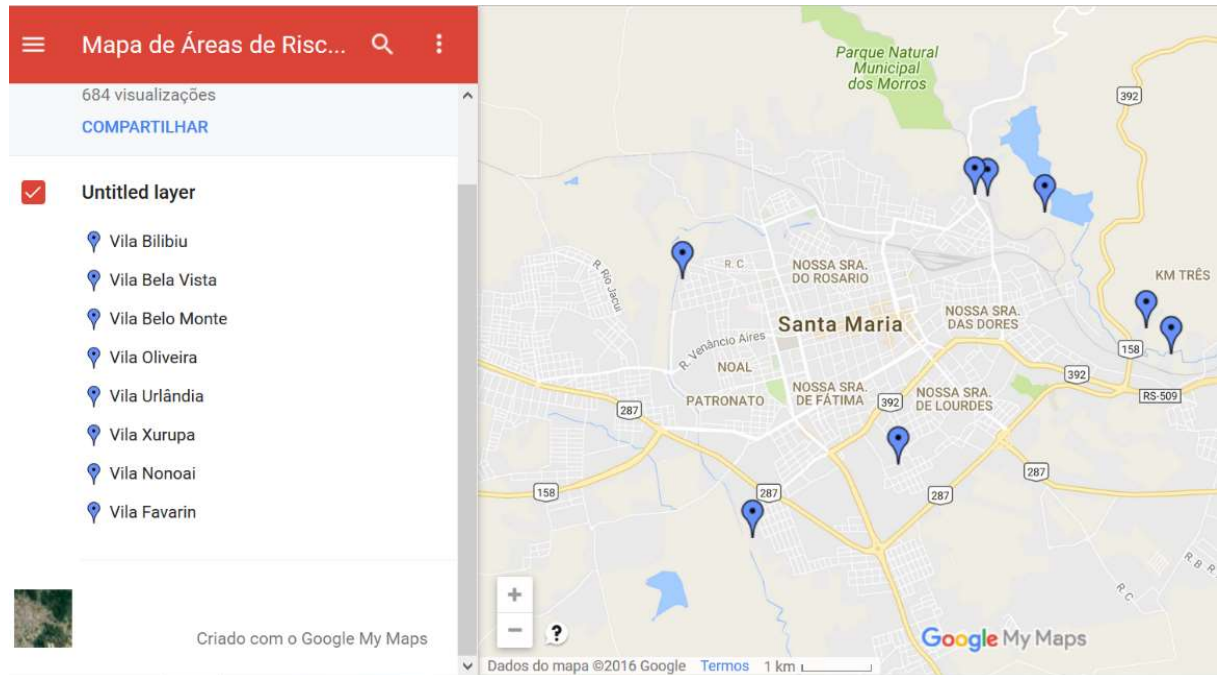 Mapa de Áreas de Risc...
684 visualizações
COMPARTILHAR
Untitled layer
Vila Bilibiu
Vila Bela Vista
Vila Belo Monte
Vila Oliveira
Vila Urlândia
Vila Xurupa
Vila Nonoai
Vila Favarin
Criado com o Google My Maps
Parque Natural
Municipal
dos Morros
392
R. Rio Jacuí
R. C.
NOSSA SRA.
DO ROSARIO
KM TRÊS
Santa Maria
NOSSA SRA.
DAS DORES
R. Venâncio Aires
158
NOAL
392
PATRONATO
NOSSA SRA.
DE FÁTIMA
392
NOSSA SRA.
DE LOURDES
RS-509
287
287
158
287
287
R. B
R. C
+
−
?
Google My Maps
Dados do mapa ©2016 Google
Termos
1 km